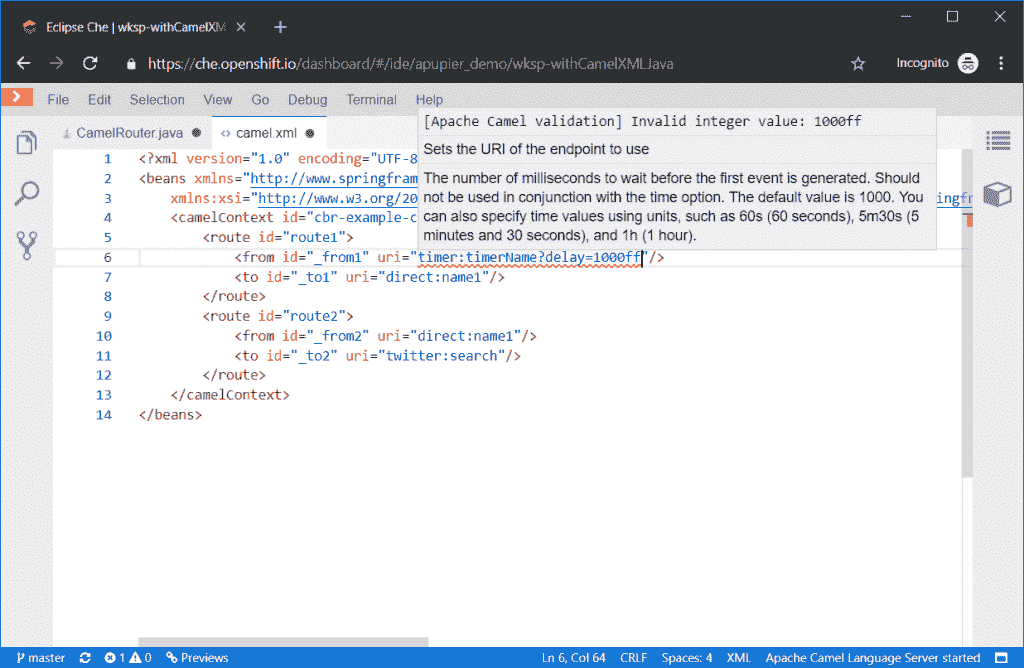 Eclipse Che | wksp-withCamelXM
https://che.openshift.io/dashboard/#/ide/apupier_demo/wksp-withCamelXMLJava
Incognito
File Edit Selection View Go Debug Terminal Help
CamelRouter.java
camel.xml
[Apache Camel validation] Invalid integer value: 1000ff
Sets the URI of the endpoint to use
The number of milliseconds to wait before the first event is generated. Should
not be used in conjunction with the time option. The default value is 1000. You
can also specify time values using units, such as 60s (60 seconds), 5m30s (5
minutes and 30 seconds), and 1h (1 hour).
1 <?xml version="1.0" encoding="UTF-8
2 <beans xmlns="http://www.springfram
3 xmlns:xsi="http://www.w3.org/20 ingfr
4 <camelContext id="cbr-example-c
5 <route id="route1">
6 <from id="_from1" uri="timer:timerName?delay=1000ff"/>
7 <to id="_to1" uri="direct:name1"/>
8 </route>
9 <route id="route2">
10 <from id="_from2" uri="direct:name1"/>
11 <to id="_to2" uri="twitter:search"/>
12 </route>
13 </camelContext>
14 </beans>
master 1 0 Previews Ln 6, Col 64 CRLF Spaces: 4 XML Apache Camel Language Server started